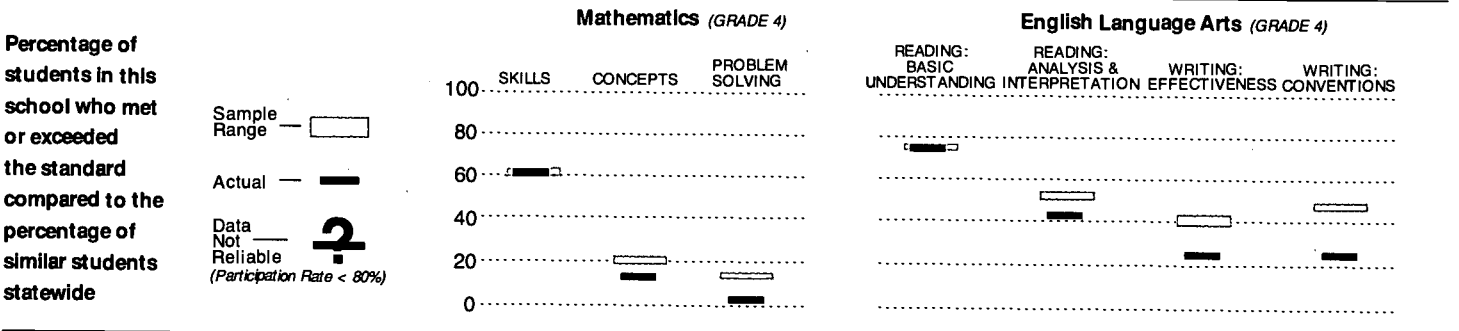 Percentage of
students in this
school who met
or exceeded
the standard
compared to the
percentage of
similar students
statewide
Sample
Range
Actual
Data
Not
Reliable
(Participation Rate < 80%)
?
Mathematics (GRADE 4)
SKILLS
CONCEPTS
PROBLEM
SOLVING
100
80
60
40
20
0
English Language Arts (GRADE 4)
READING:
BASIC
UNDERSTANDING
READING:
ANALYSIS &
INTERPRETATION
WRITING:
EFFECTIVENESS
WRITING:
CONVENTIONS